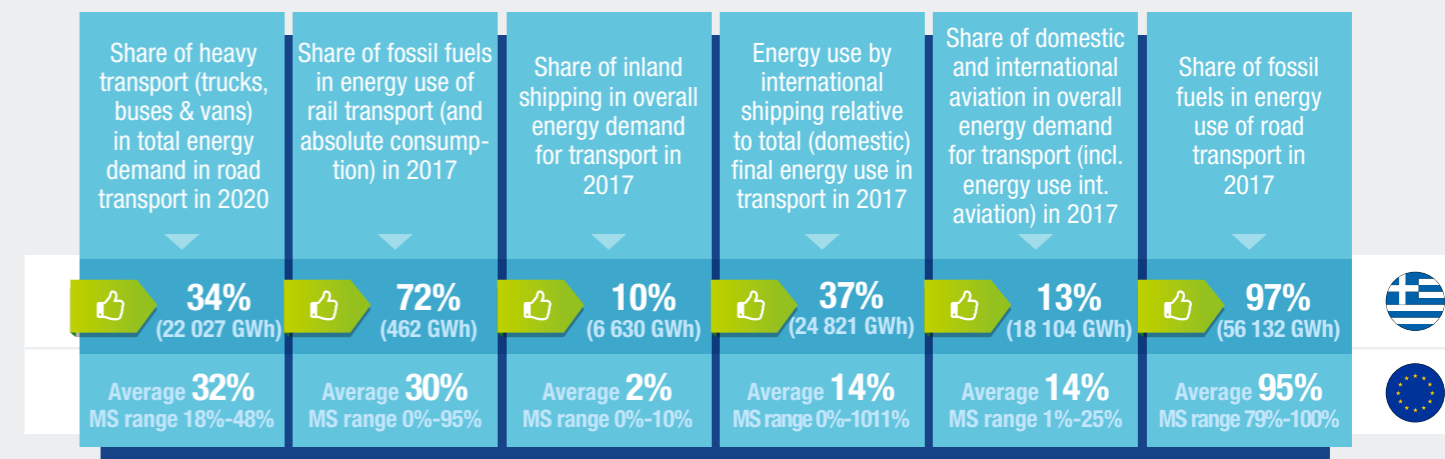 Share of heavy
transport (trucks,
buses & vans)
in total energy
demand in road
transport in 2020
Share of fossil fuels
in energy use of
rail transport (and
absolute consump-
tion) in 2017
Share of inland
shipping in overall
energy demand
for transport in
2017
Energy use by
international
shipping relative
to total (domestic)
final energy use in
transport in 2017
Share of domestic
and international
aviation in overall
energy demand
for transport (incl.
energy use int.
aviation) in 2017
Share of fossil
fuels in energy
use of road
transport in
2017
34%
(22 027 GWh)
72%
(462 GWh)
10%
(6 630 GWh)
37%
(24 821 GWh)
13%
(18 104 GWh)
97%
(56 132 GWh)
Average 32%
MS range 18%-48%
Average 30%
MS range 0%-95%
Average 2%
MS range 0%-10%
Average 14%
MS range 0%-1011%
Average 14%
MS range 1%-25%
Average 95%
MS range 79%-100%